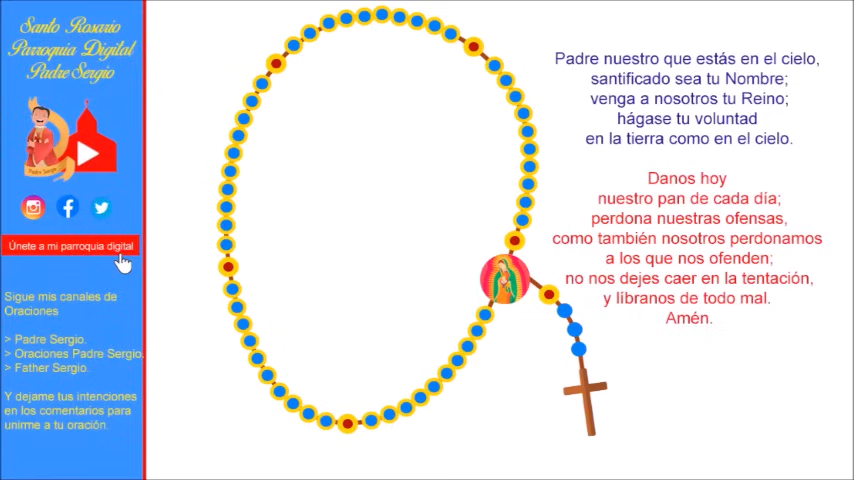 Santo Rosario
Parroquia Digital
Padre Sergio
Padre Sergio
Únete a mi parroquia digital
Sigue mis canales de
Oraciones
> Padre Sergio.
> Oraciones Padre Sergio.
> Father Sergio.
Y dejame tus intenciones
en los comentarios para
unirme a tu oración.
Padre nuestro que estás en el cielo,
santificado sea tu Nombre;
venga a nosotros tu Reino;
hágase tu voluntad
en la tierra como en el cielo.
Danos hoy
nuestro pan de cada día;
perdona nuestras ofensas,
como también nosotros perdonamos
a los que nos ofenden;
no nos dejes caer en la tentación,
y líbranos de todo mal.
Amén.